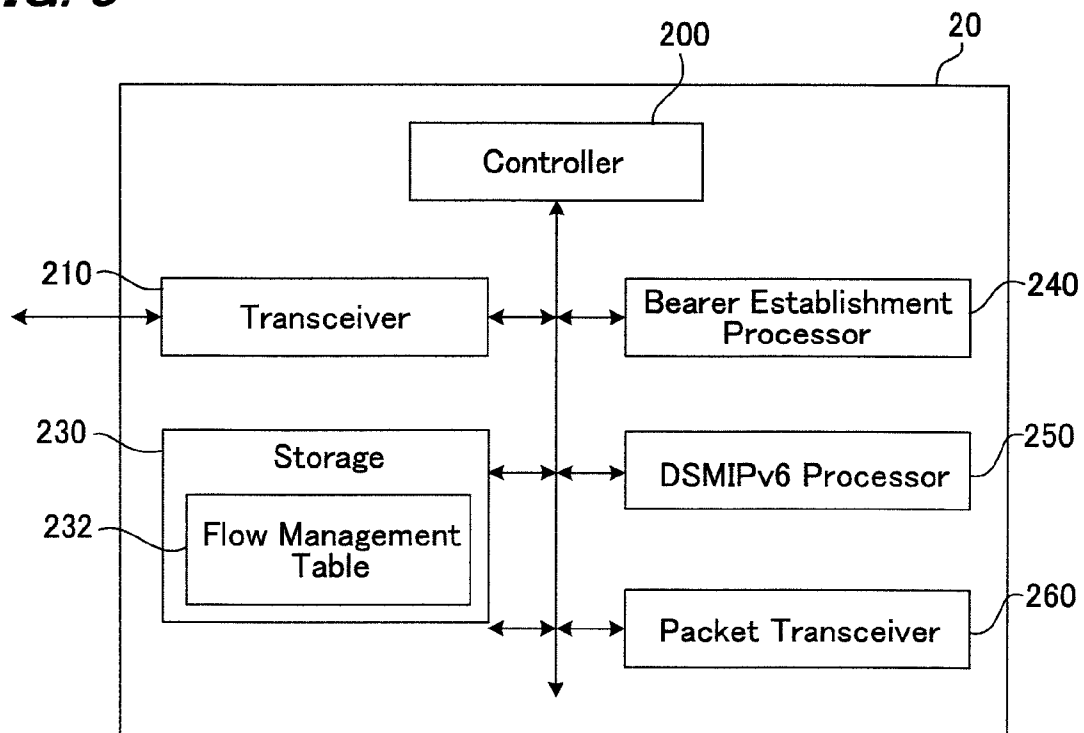 20
200
Controller
210
Transceiver
Bearer Establishment
Processor
240
230
Storage
DSMIPv6 Processor
250
232
Flow Management
Table
Packet Transceiver
260